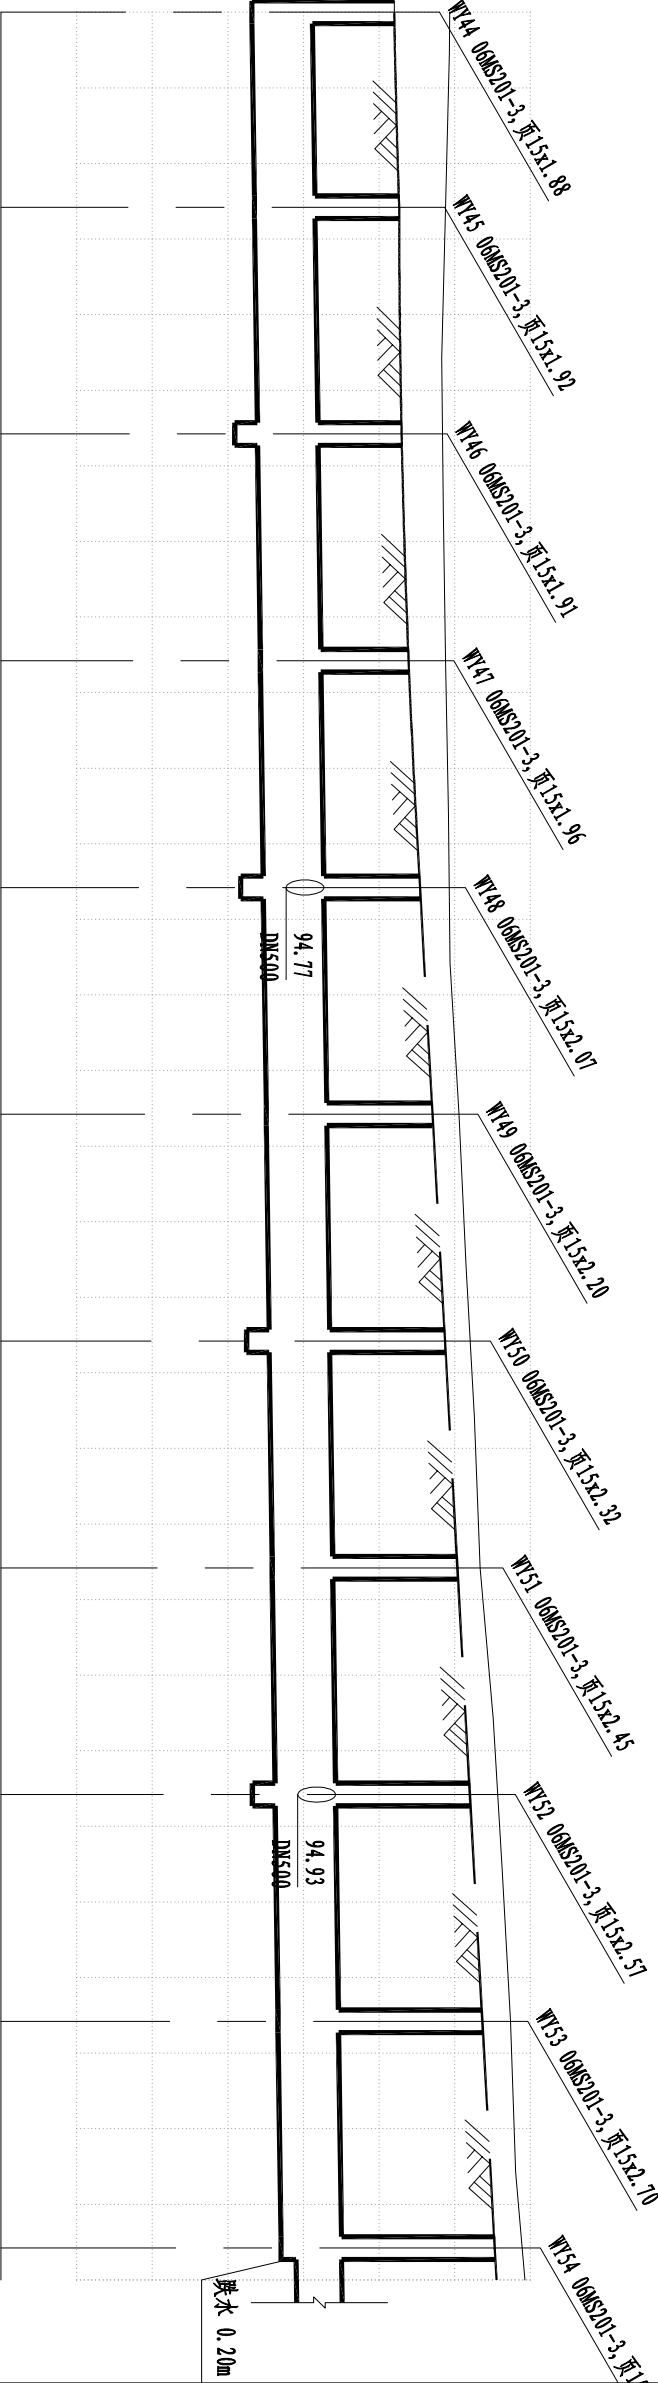 WY44 06MS201-3,页15x1.88
WY45 06MS201-3,页15x1.92
WY46 06MS201-3,页15x1.91
WY47 06MS201-3,页15x1.96
WY48 06MS201-3,页15x2.07
94.77
DN500
WY49 06MS201-3,页15x2.20
WY50 06MS201-3,页15x2.32
WY51 06MS201-3,页15x2.45
WY52 06MS201-3,页15x2.57
94.93
DN500
WY53 06MS201-3,页15x2.70
WY54 06MS201-3,页1
跌水 0.20m